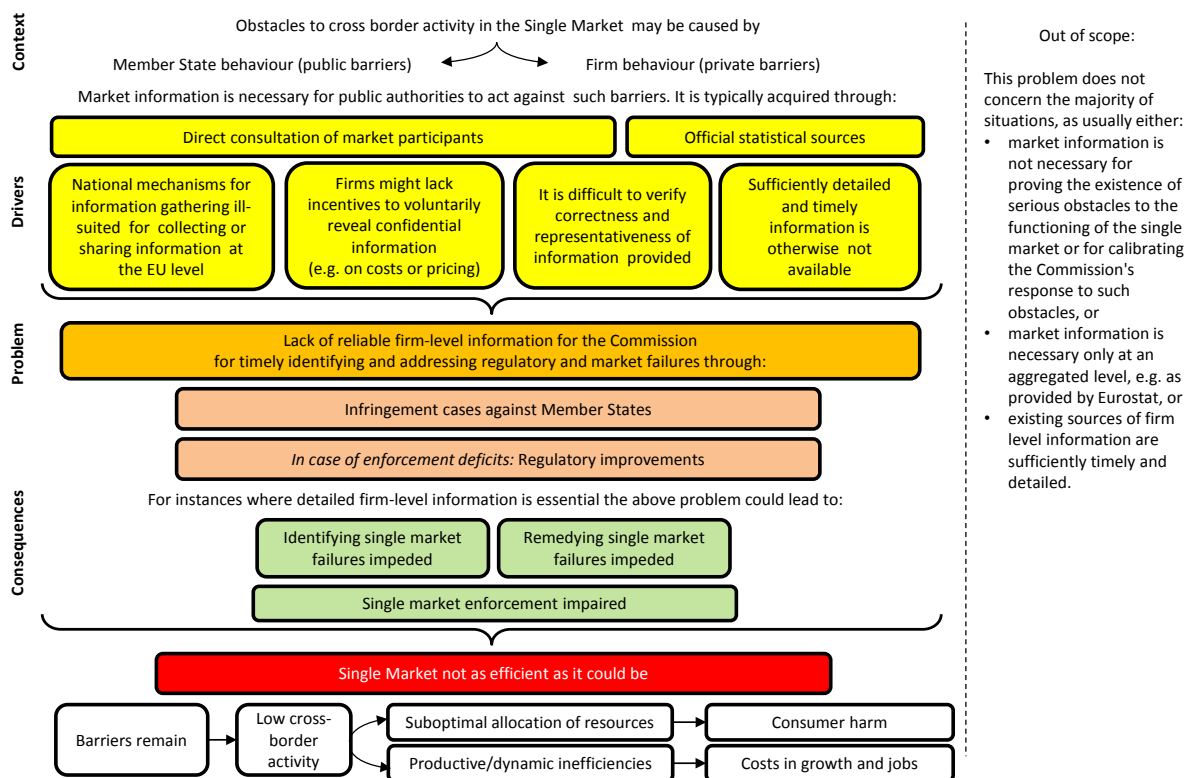 Context
Obstacles to cross border activity in the Single Market may be caused by
Member State behaviour (public barriers)
Firm behaviour (private barriers)
Market information is necessary for public authorities to act against such barriers. It is typically acquired through:
Drivers
Direct consultation of market participants
Official statistical sources
National mechanisms for
information gathering ill-
suited for collecting or
sharing information at
the EU level
Firms might lack
incentives to voluntarily
reveal confidential
information
(e.g. on costs or pricing)
It is difficult to verify
correctness and
representativeness of
information provided
Sufficiently detailed
and timely
information is
otherwise not
available
Problem
Lack of reliable firm-level information for the Commission
for timely identifying and addressing regulatory and market failures through:
Infringement cases against Member States
In case of enforcement deficits: Regulatory improvements
Consequences
For instances where detailed firm-level information is essential the above problem could lead to:
Identifying single market
failures impeded
Remedying single market
failures impeded
Single market enforcement impaired
Single Market not as efficient as it could be
Barriers remain
Low cross-
border
activity
Suboptimal allocation of resources
Consumer harm
Productive/dynamic inefficiencies
Costs in growth and jobs
Out of scope:
This problem does not
concern the majority of
situations, as usually either:
• market information is
not necessary for
proving the existence of
serious obstacles to the
functioning of the single
market or for calibrating
the Commission's
response to such
obstacles, or
• market information is
necessary only at an
aggregated level, e.g. as
provided by Eurostat, or
• existing sources of firm
level information are
sufficiently timely and
detailed.